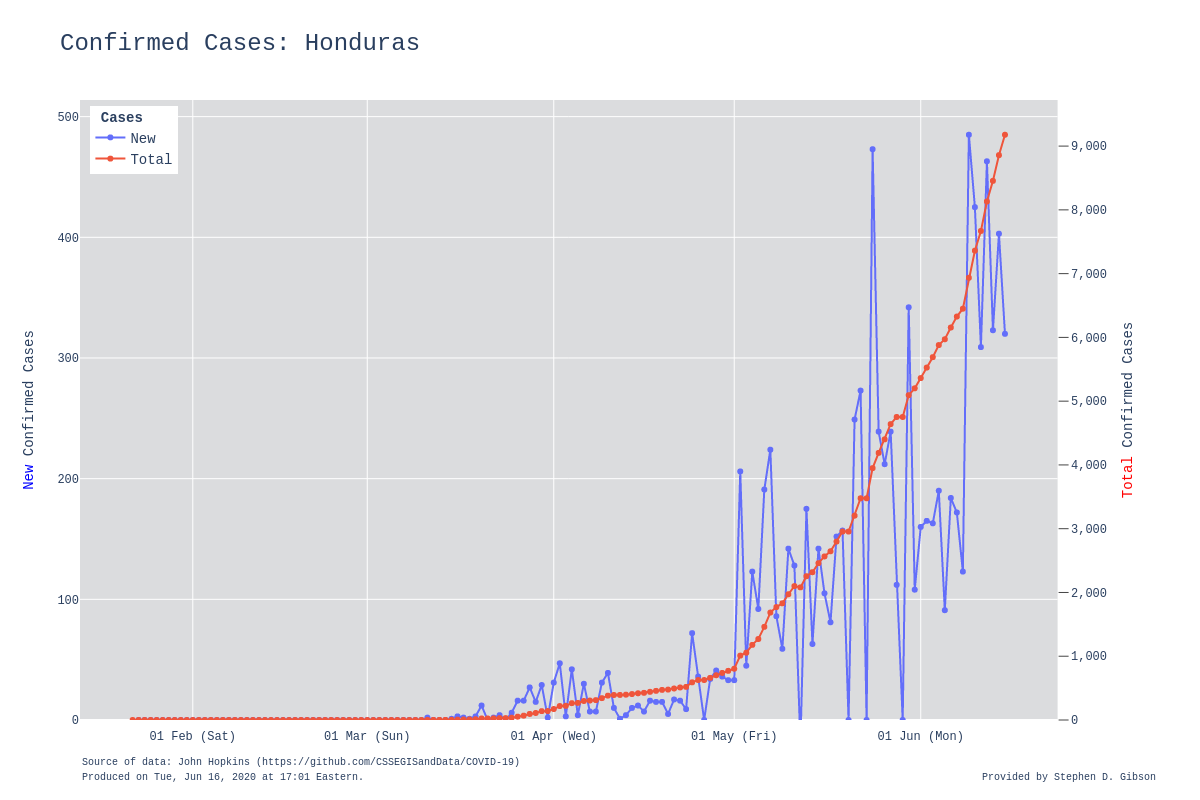 Confirmed Cases: Honduras
Cases
New
Total
500
400
300
200
100
0
9,000
8,000
7,000
6,000
5,000
4,000
3,000
2,000
1,000
0
New Confirmed Cases
Total Confirmed Cases
01 Feb (Sat)
01 Mar (Sun)
01 Apr (Wed)
01 May (Fri)
01 Jun (Mon)
Source of data: John Hopkins (https://github.com/CSSEGISandData/COVID-19)
Produced on Tue, Jun 16, 2020 at 17:01 Eastern.
Provided by Stephen D. Gibson